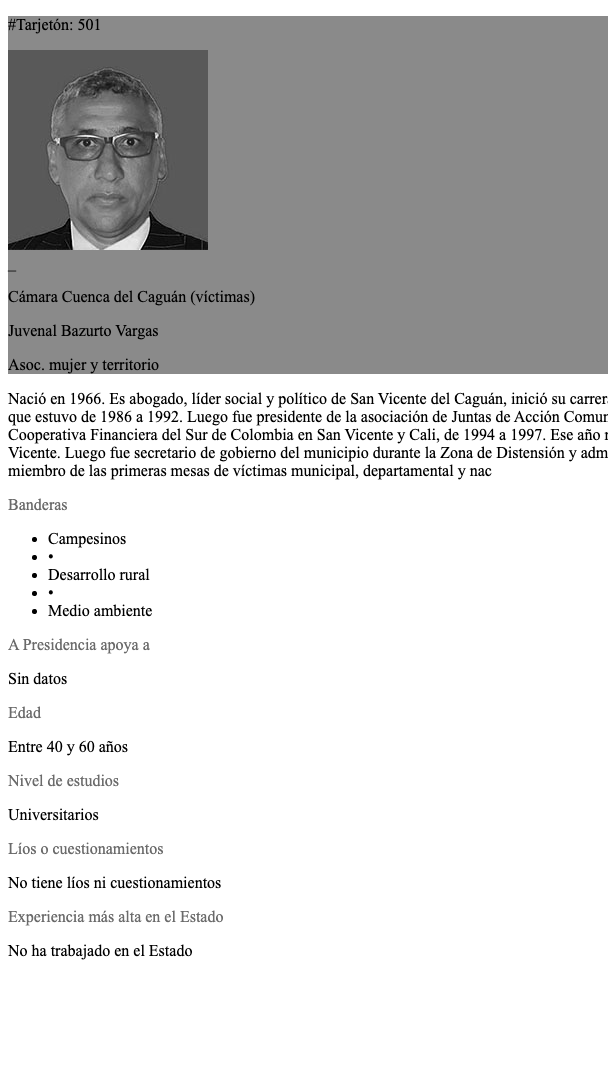 #Tarjetón: 501
_
Cámara Cuenca del Caguán (víctimas)
Juvenal Bazurto Vargas
Asoc. mujer y territorio
Nació en 1966. Es abogado, líder social y político de San Vicente del Caguán, inició su carrera
que estuvo de 1986 a 1992. Luego fue presidente de la asociación de Juntas de Acción
Cooperativa Financiera del Sur de Colombia en San Vicente y Cali, de 1994 a 1997. Ese año
Vicente. Luego fue secretario de gobierno del municipio durante la Zona de Distensión y
miembro de las primeras mesas de víctimas municipal, departamental y nac
Banderas
• Campesinos
• •
• Desarrollo rural
• •
• Medio ambiente
A Presidencia apoya a
Sin datos
Edad
Entre 40 y 60 años
Nivel de estudios
Universitarios
Líos o cuestionamientos
No tiene líos ni cuestionamientos
Experiencia más alta en el Estado
No ha trabajado en el Estado